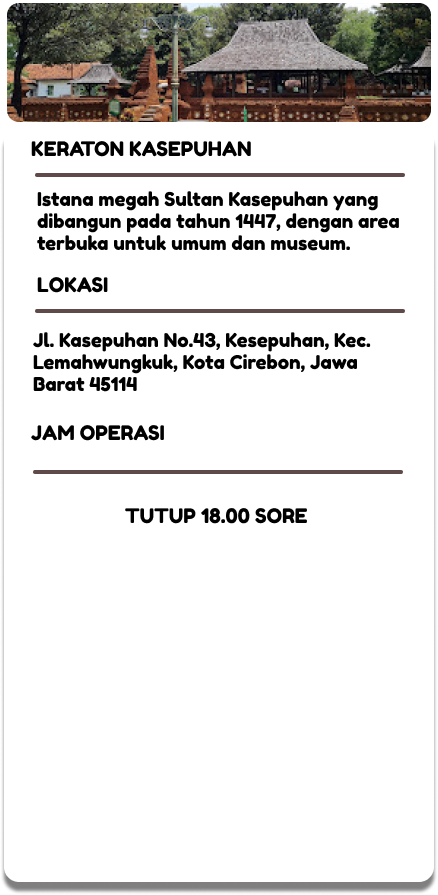 KERATON KASEPUHAN
Istana megah Sultan Kasepuhan yang
dibangun pada tahun 1447, dengan area
terbuka untuk umum dan museum.
LOKASI
Jl. Kasepuhan No.43, Kesepuhan, Kec.
Lemahwungkuk, Kota Cirebon, Jawa
Barat 45114
JAM OPERASI
TUTUP 18.00 SORE